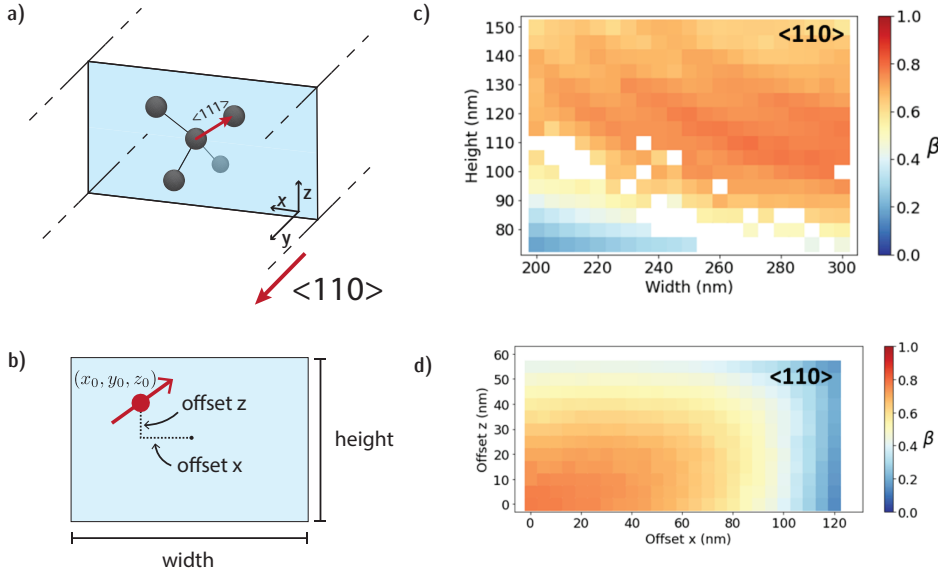 a)
<111>
x
z
y
<110>
b)
(x₀, y₀, z₀)
offset z
offset x
height
width
c)
<110>
150
140
130
120
110
100
90
80
Height (nm)
200
220
240
260
280
300
Width (nm)
1.0
0.8
0.6
0.4
0.2
0.0
β
d)
<110>
60
50
40
30
20
10
0
Offset z (nm)
0
20
40
60
80
100
120
Offset x (nm)
1.0
0.8
0.6
0.4
0.2
0.0
β